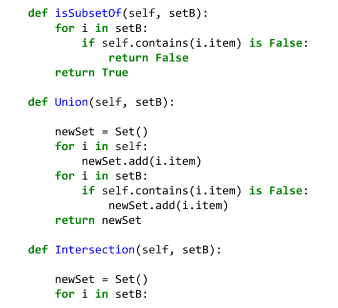 def isSubsetOf(self, setB):
    for i in setB:
        if self.contains(i.item) is False:
            return False
    return True
def Union(self, setB):
    newSet = Set()
    for i in self:
        newSet.add(i.item)
    for i in setB:
        if self.contains(i.item) is False:
            newSet.add(i.item)
    return newSet
def Intersection(self, setB):
    newSet = Set()
    for i in setB: